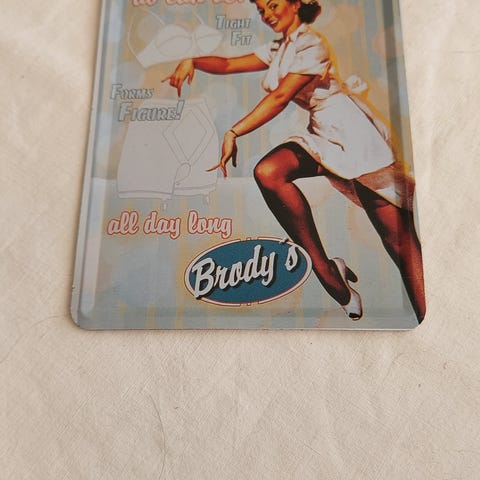 Tight
Fit
Forms
Figure!
all day long
Brody's